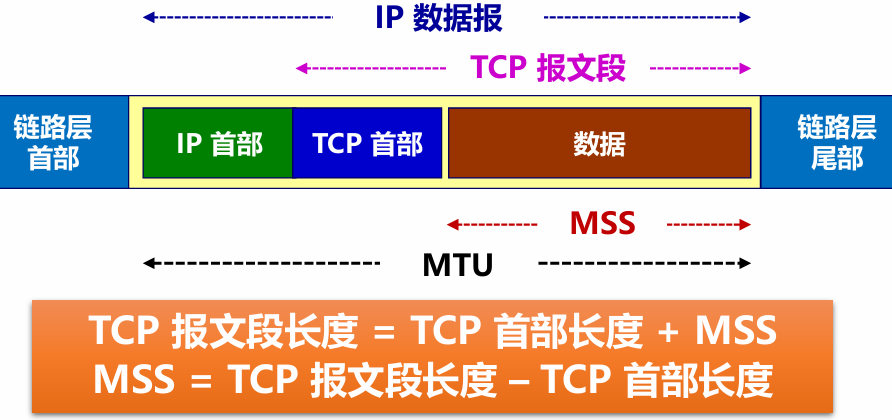 IP 数据报
TCP 报文段
链路层
首部
IP 首部
TCP 首部
数据
链路层
尾部
MSS
MTU
TCP 报文段长度 = TCP 首部长度 + MSS
MSS = TCP 报文段长度 – TCP 首部长度